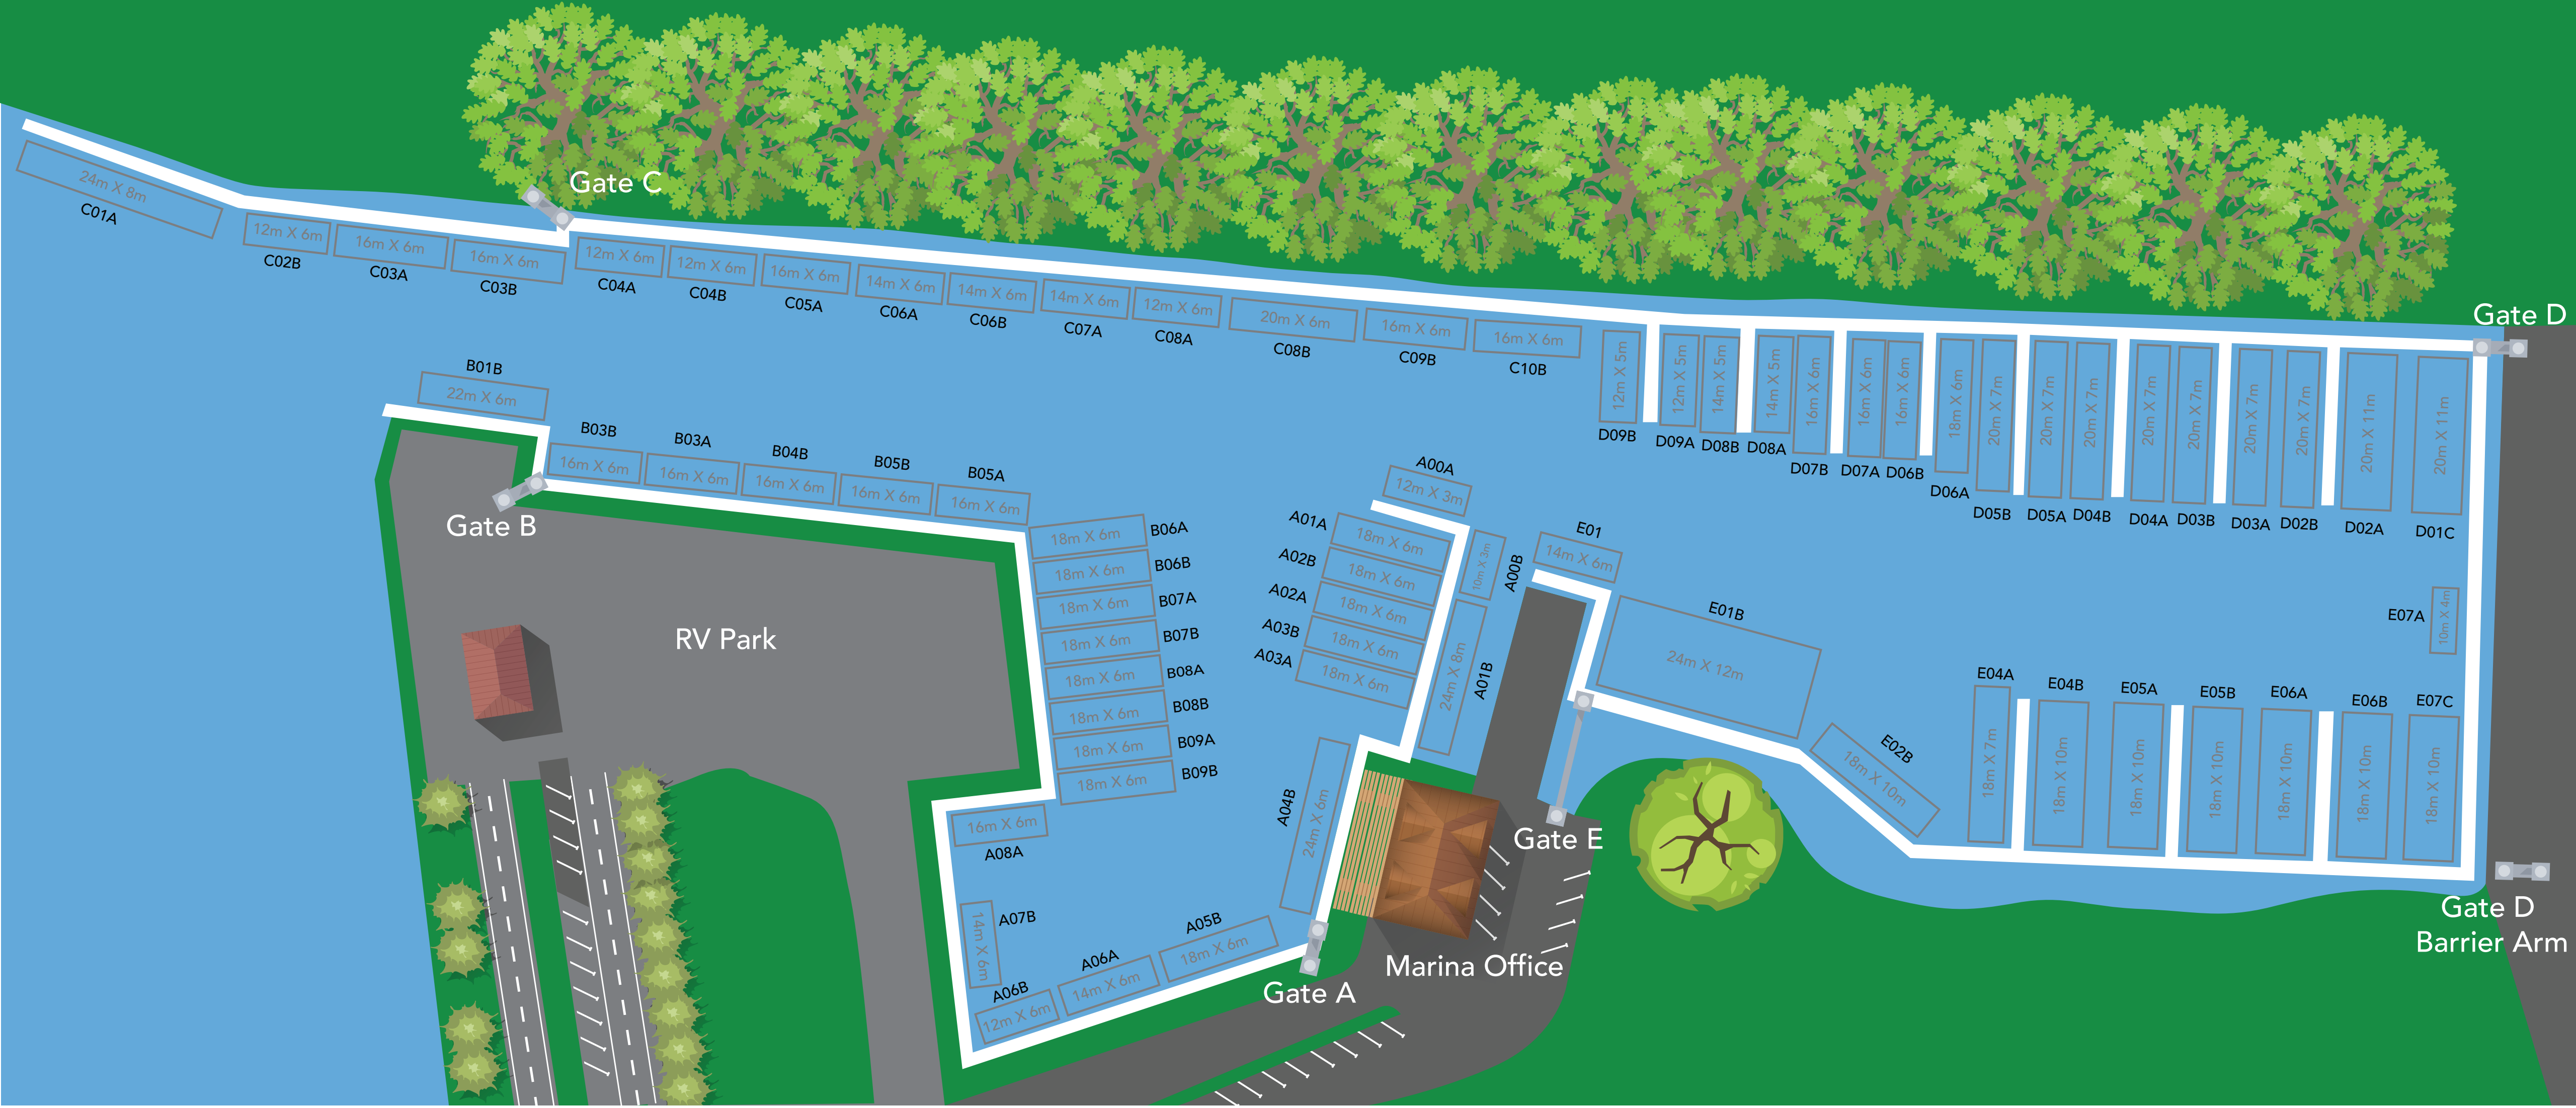 Gate C
24m X 8m
C01A
12m X 6m
C02B
16m X 6m
C03A
16m X 6m
C03B
12m X 6m
C04A
12m X 6m
C04B
16m X 6m
C05A
14m X 6m
C06A
14m X 6m
C06B
14m X 6m
C07A
12m X 6m
C08A
20m X 6m
C08B
16m X 6m
C09B
16m X 6m
C10B
Gate D
12m X 5m
D09B
12m X 5m
D09A
14m X 5m
D08B
14m X 5m
D08A
16m X 6m
D07B
16m X 6m
D07A
16m X 6m
D06B
18m X 6m
D06A
20m X 7m
D05B
20m X 7m
D05A
20m X 7m
D04B
20m X 7m
D04A
20m X 7m
D03B
20m X 7m
D03A
20m X 7m
D02B
20m X 11m
D02A
20m X 11m
D01C
B01B
22m X 6m
B03B
16m X 6m
B03A
16m X 6m
B04B
16m X 6m
B05B
16m X 6m
B05A
16m X 6m
Gate B
RV Park
18m X 6m
B06A
18m X 6m
B06B
18m X 6m
B07A
18m X 6m
B07B
18m X 6m
B08A
18m X 6m
B08B
18m X 6m
B09A
18m X 6m
B09B
A00A
12m X 3m
A01A
18m X 6m
A02B
18m X 6m
A02A
18m X 6m
A03B
18m X 6m
A03A
18m X 6m
10m X 3m
A00B
24m X 8m
A01B
A04B
24m X 6m
16m X 6m
A08A
14m X 6m
A07B
A06B
12m X 6m
A06A
14m X 6m
A05B
18m X 6m
Gate A
Marina Office
Gate E
E01
14m X 6m
E01B
24m X 12m
E02B
18m X 10m
E07A
10m X 4m
E04A
18m X 7m
E04B
18m X 10m
E05A
18m X 10m
E05B
18m X 10m
E06A
18m X 10m
E06B
18m X 10m
E07C
18m X 10m
Gate D
Barrier Arm